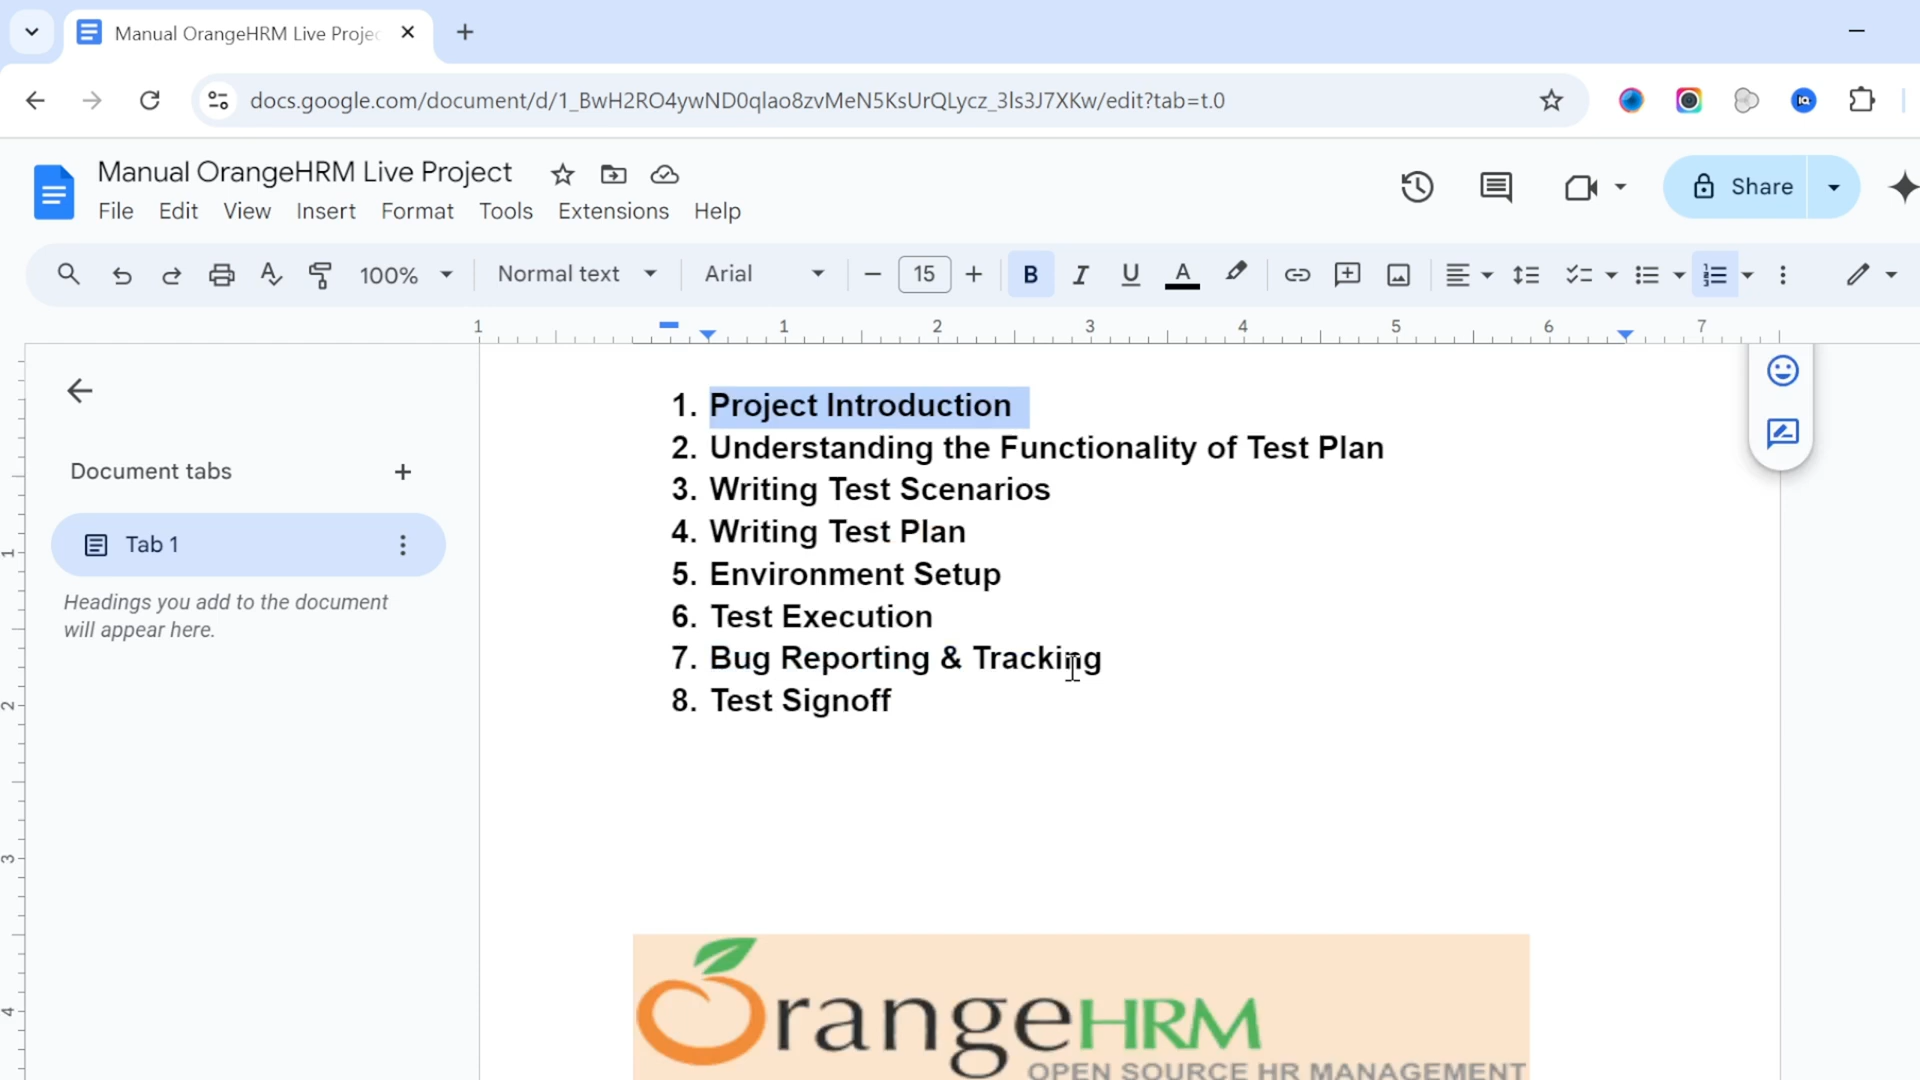 Manual OrangeHRM Live Projec
docs.google.com/document/d/1_BwH2RO4ywND0qlao8zvMeN5KsUrQLycz_3ls3J7XKw/edit?tab=t.0
Manual OrangeHRM Live Project
Share
File Edit View Insert Format Tools Extensions Help
100% Normal text Arial 15 B I U A
1 1 2 3 4 5 6 7
Document tabs
Tab 1
Headings you add to the document
will appear here.
1
2
3
4
1. Project Introduction
2. Understanding the Functionality of Test Plan
3. Writing Test Scenarios
4. Writing Test Plan
5. Environment Setup
6. Test Execution
7. Bug Reporting & Tracking
8. Test Signoff
OrangeHRM
OPEN SOURCE HR MANAGEMENT